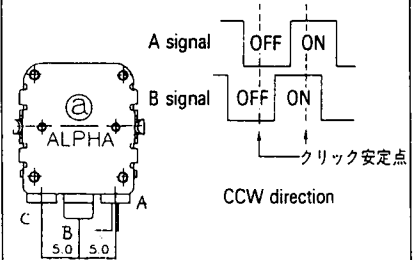 A signal OFF ON
B signal OFF ON
クリック安定点
CCW direction
a
ALPHA
C
B
A
5.0 5.0